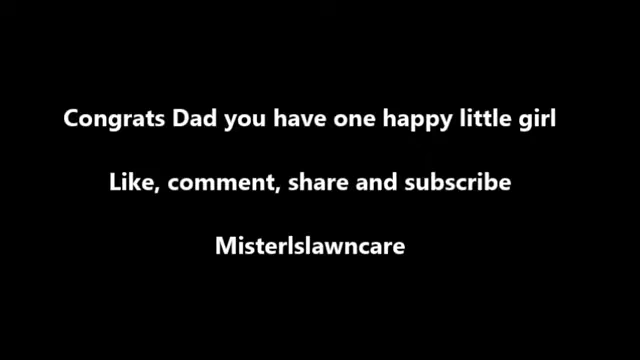 Congrats Dad you have one happy little girl
Like, comment, share and subscribe
Misterlslawncare